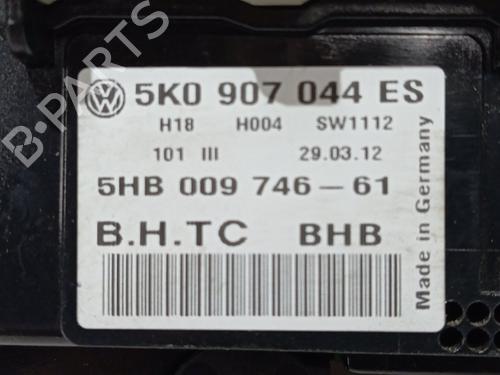 5K0 907 044 ES
H18 H004 SW1112
101 III 29.03.12
5HB 009 746-61
B.H.TC BHB
Made in Germany